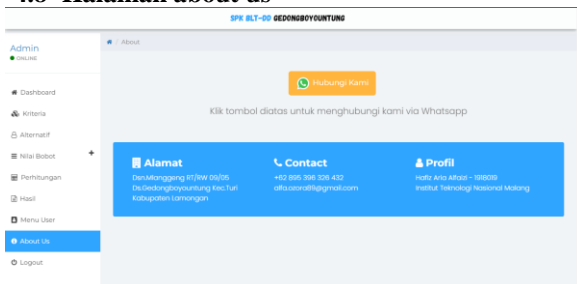 4.8 Halaman about us
SPK BLT-DD GEDONGBOYOUNTUNG
Admin
ONLINE
/ About
Dashboard
Kriteria
Alternatif
Nilai Bobot +
Perhitungan
Hasil
Menu User
About Us
Logout
Hubungi Kami
Klik tombol diatas untuk menghubungi kami via Whatsapp
Alamat
Dsn.Mlanggeng RT/RW 09/05
Ds.Gedongboyountung Kec.Turi
Kabupaten Lamongan
Contact
+62 895 396 326 432
alfa.azora69@gmail.com
Profil
Hafiz Aria Alfaizi - 1918019
Institut Teknologi Nasional Malang